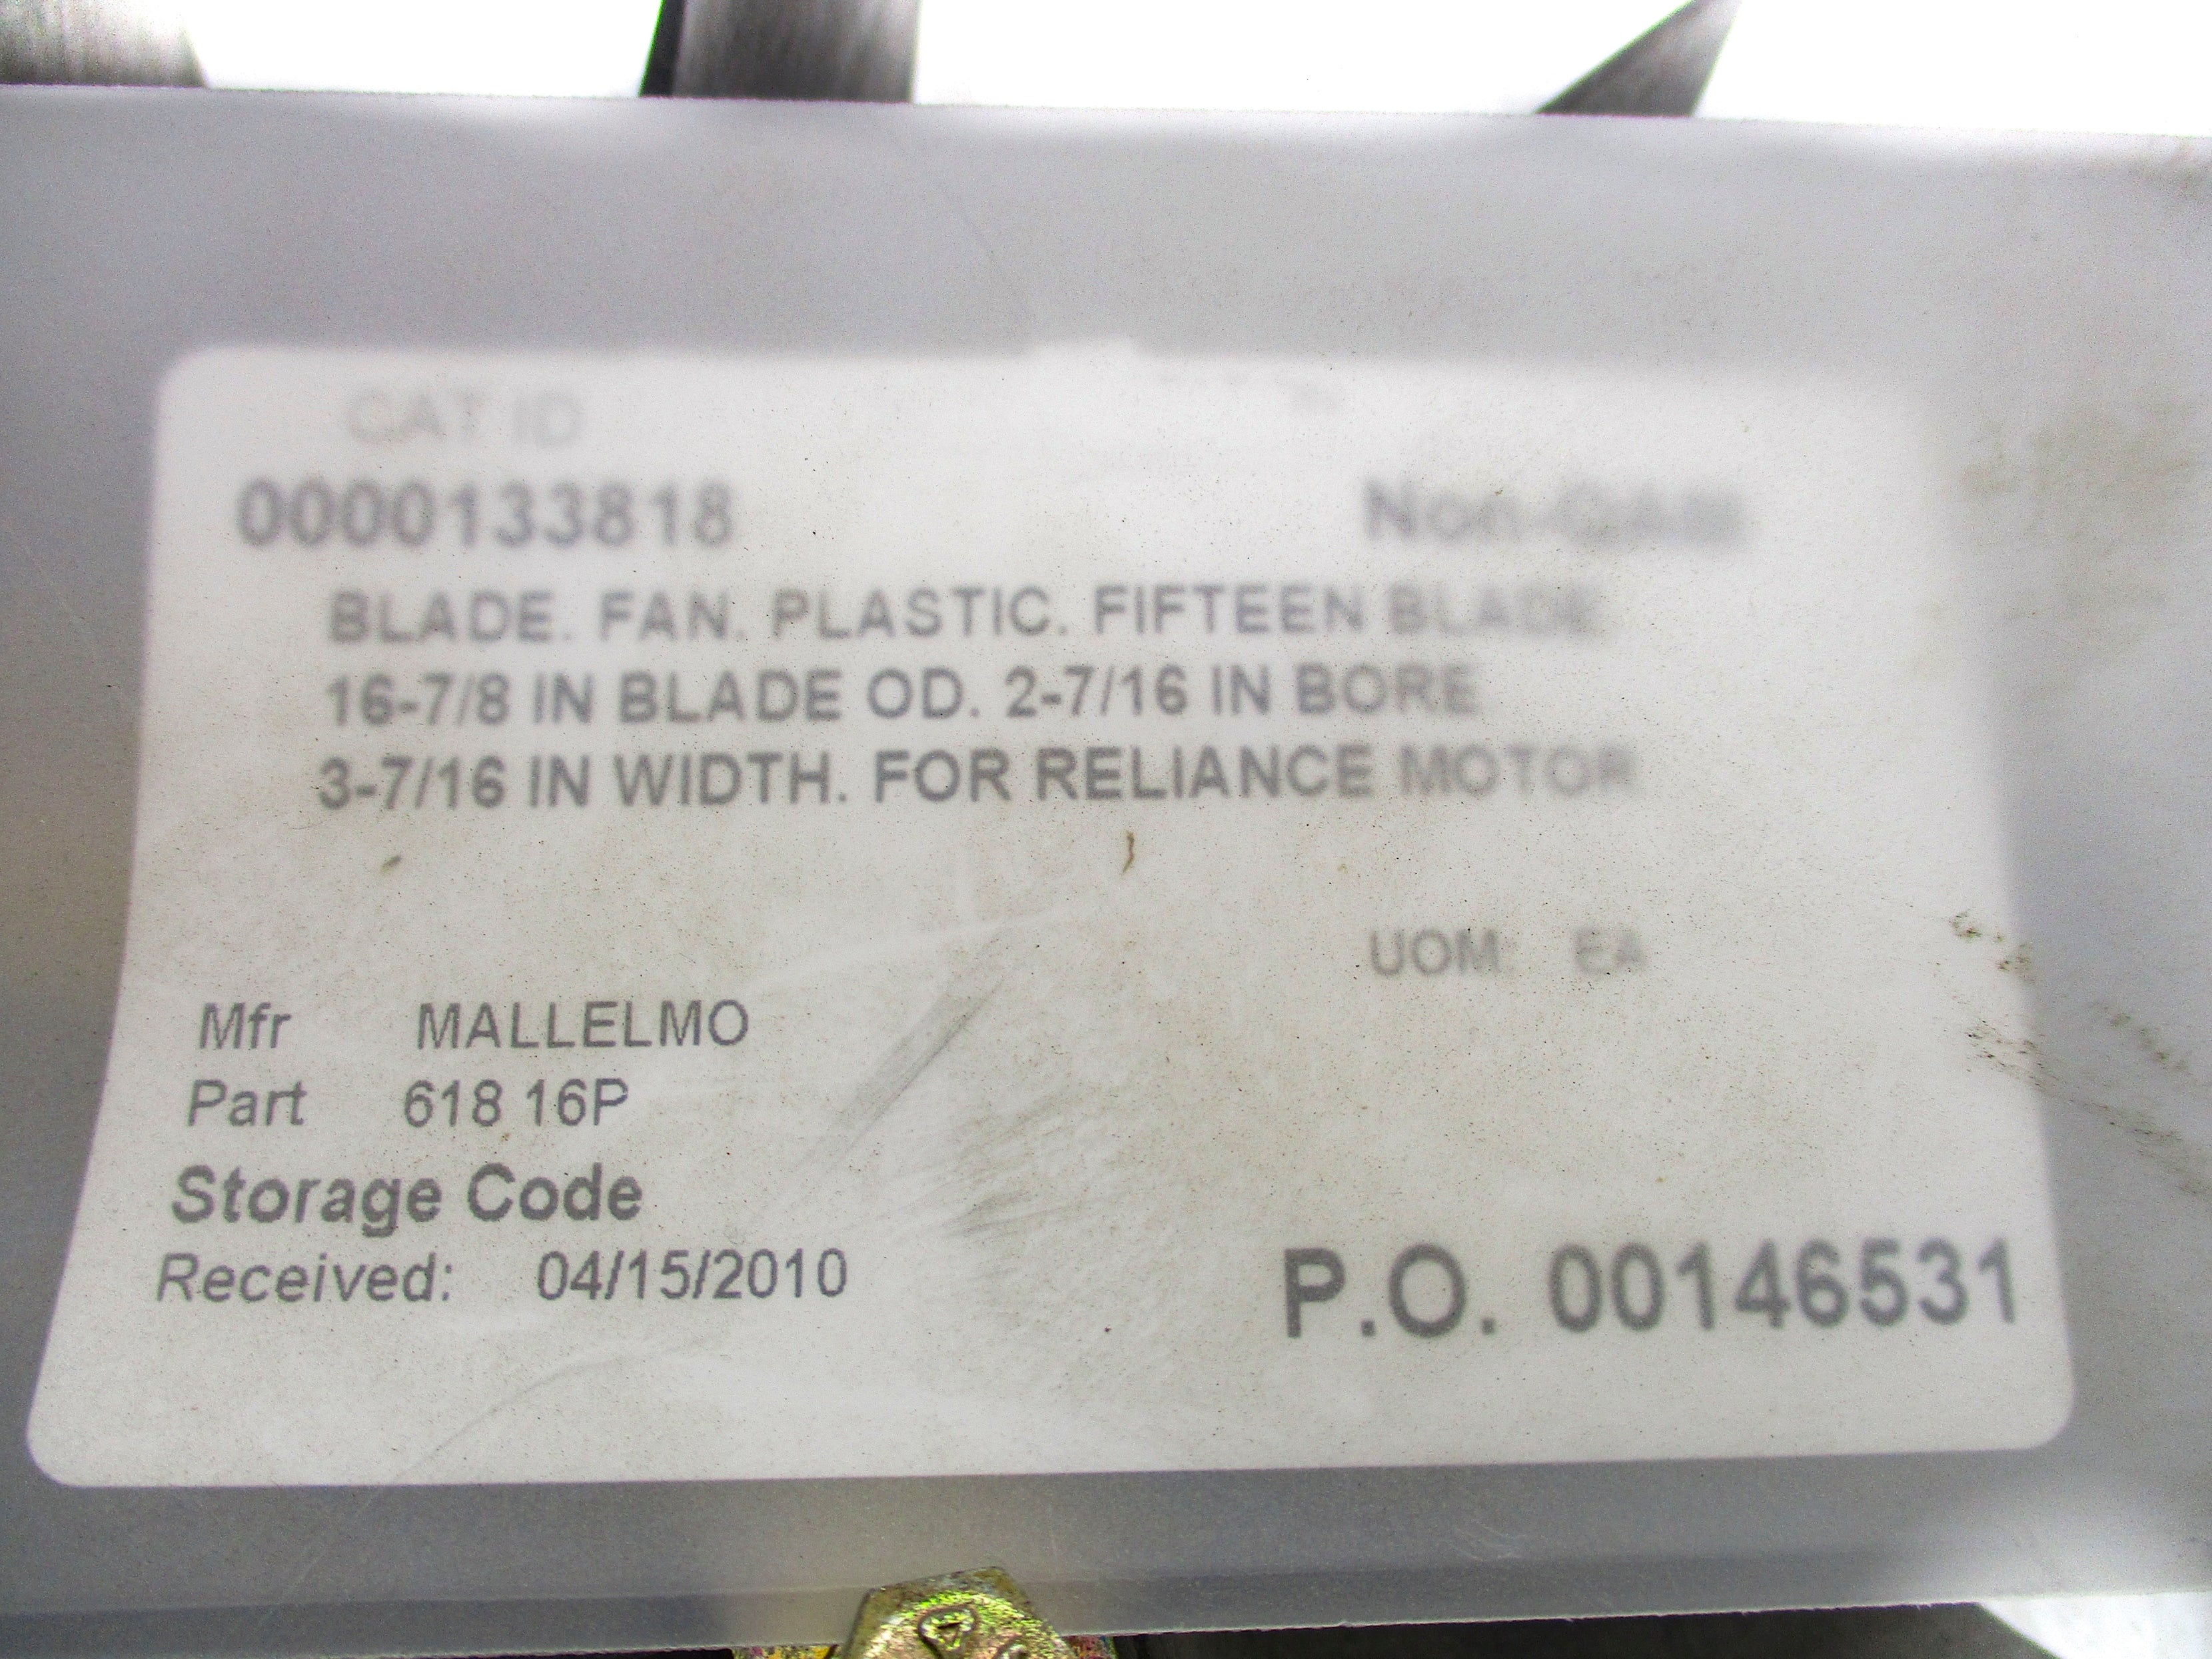 CAT ID
0000133818
BLADE. FAN. PLASTIC. FIFTEEN BLADE
16-7/8 IN BLADE OD. 2-7/16 IN BORE
3-7/16 IN WIDTH. FOR RELIANCE MOTOR
UOM: EA
Mfr MALLELMO
Part 618 16P
Storage Code
Received: 04/15/2010 P.O. 00146531